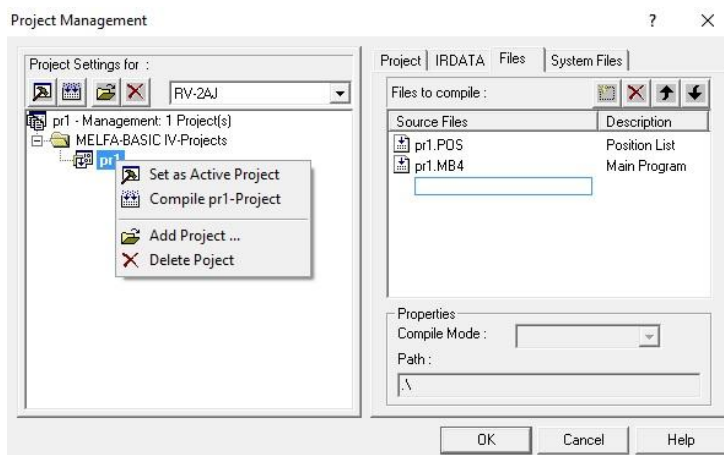 Project Management
Project Settings for :
RV-2AJ
pr1 - Management: 1 Project(s)
MELFA-BASIC IV-Projects
pr1
Set as Active Project
Compile pr1-Project
Add Project ...
Delete Poject
Project IRDATA Files System Files
Files to compile :
Source Files Description
pr1.POS Position List
pr1.MB4 Main Program
Properties
Compile Mode :
Path :
.\
OK Cancel Help